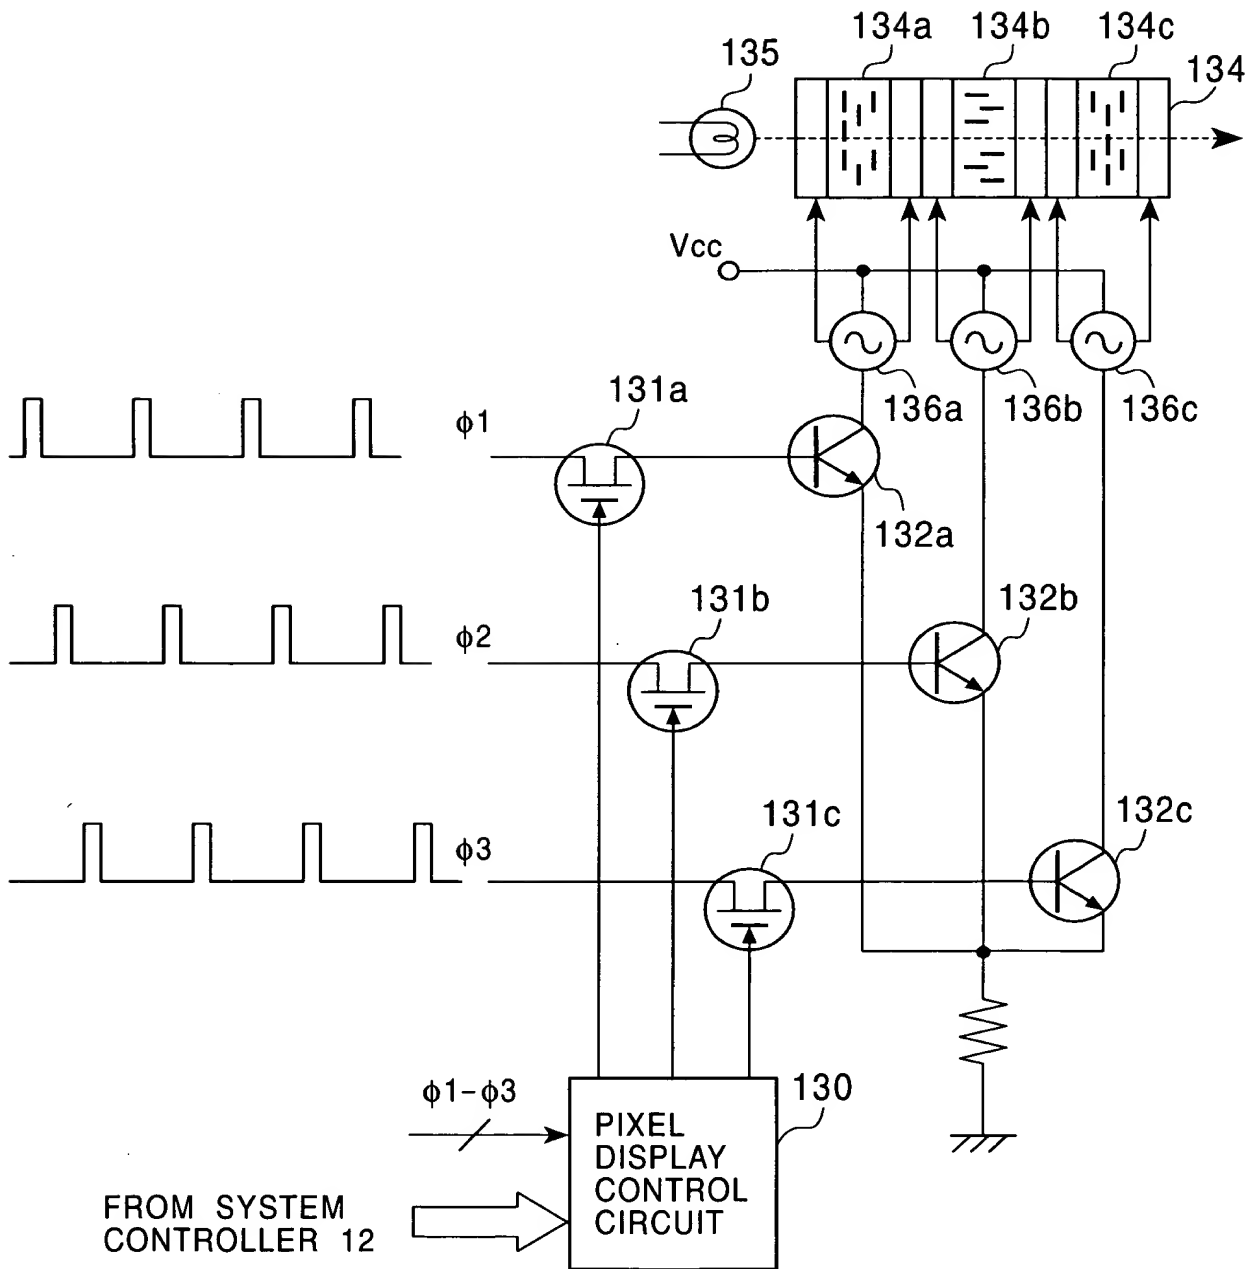 134a
134b
134c
135
134
Vcc
136a
136b
136c
ϕ1
131a
132a
ϕ2
131b
132b
ϕ3
131c
132c
ϕ1-ϕ3
130
PIXEL
DISPLAY
CONTROL
CIRCUIT
FROM SYSTEM
CONTROLLER 12